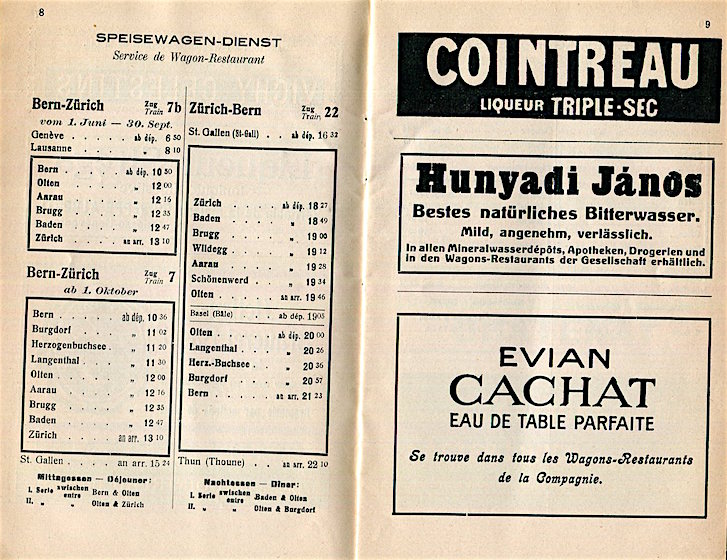 8
SPEISEWAGEN-DIENST
Service de Wagon-Restaurant
Bern-Zürich Zug Train 7b
vom 1. Juni — 30. Sept.
Genève . . . . . ab dép. 6 50
Lausanne . . . . . „ 8 10
Bern . . . . . ab dép. 10 50
Olten . . . . . „ 12 00
Aarau . . . . . „ 12 16
Brugg . . . . . „ 12 35
Baden . . . . . „ 12 47
Zürich . . . . . an arr. 13 10
Bern-Zürich Zug Train 7
ab 1. Oktober
Bern . . . . . ab dép. 10 36
Burgdorf . . . . „ 11 02
Herzogenbuchsee . „ 11 20
Langenthal . . . . „ 11 30
Olten . . . . . „ 12 00
Aarau . . . . . „ 12 16
Brugg . . . . . „ 12 35
Baden . . . . . „ 12 47
Zürich . . . . . an arr. 13 10
St. Gallen . . . . an arr. 15 24
Mittagessen — Déjeuner:
I. Serie zwischen entre Bern & Olten
II. „ „ Olten & Zürich
Zürich-Bern Zug Train 22
St. Gallen (St-Gall) . . ab dép. 16 32
Zürich . . . . . ab dép. 18 27
Baden . . . . . „ 18 49
Brugg . . . . . „ 19 00
Wildegg . . . . . „ 19 12
Aarau . . . . . „ 19 28
Schönenwerd . . . . „ 19 34
Olten . . . . . an arr. 19 46
Basel (Bâle) . . . . ab dép. 19 05
Olten . . . . . ab dép. 20 00
Langenthal . . . . „ 20 26
Herz.-Buchsee . . . „ 20 36
Burgdorf . . . . „ 20 57
Bern . . . . . an arr. 21 23
Thun (Thoune) . . . an arr. 22 10
Nachtessen — Dîner:
I. Serie zwischen entre Baden & Olten
II. „ „ Olten & Burgdorf
9
COINTREAU
LIQUEUR TRIPLE-SEC
Hunyadi János
Bestes natürliches Bitterwasser.
Mild, angenehm, verlässlich.
In allen Mineralwasserdépôts, Apotheken, Drogerien und
in den Wagons-Restaurants der Gesellschaft erhältlich.
EVIAN
CACHAT
EAU DE TABLE PARFAITE
Se trouve dans tous les Wagons-Restaurants
de la Compagnie.